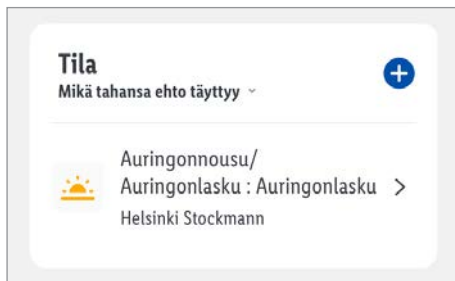 Tila
Mikä tahansa ehto täyttyy
Auringonnousu/
Auringonlasku : Auringonlasku
Helsinki Stockmann